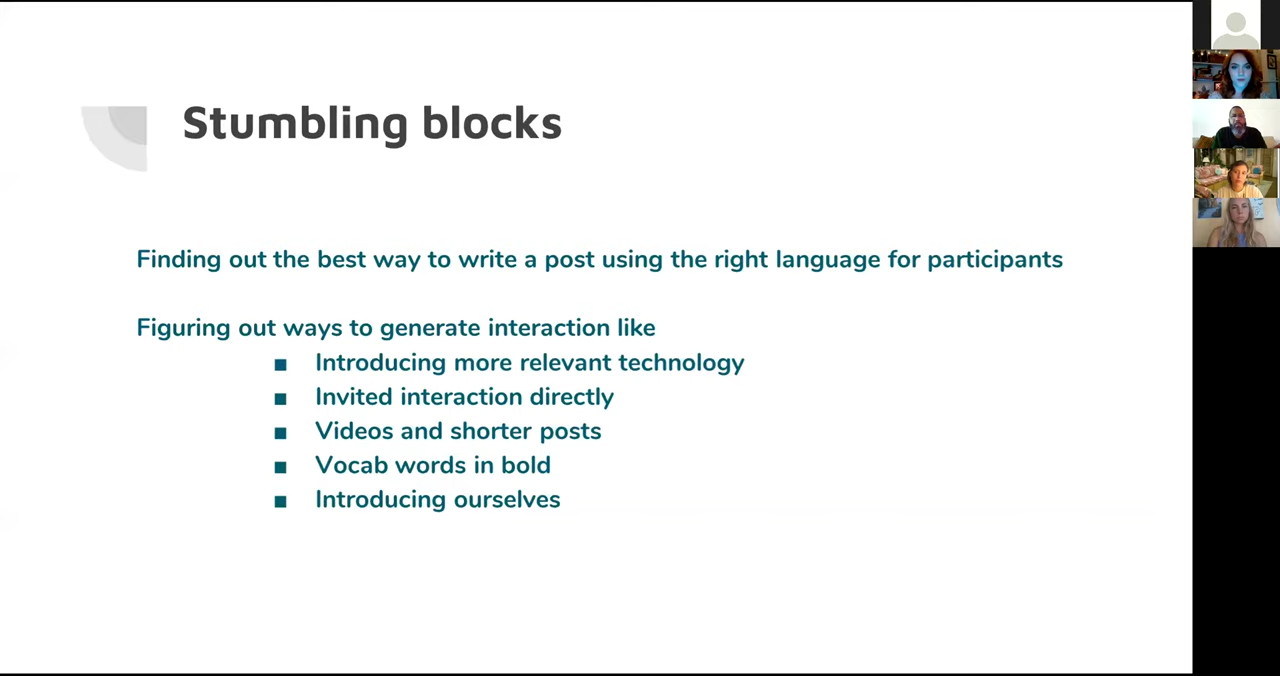 Stumbling blocks
Finding out the best way to write a post using the right language for participants
Figuring out ways to generate interaction like
■ Introducing more relevant technology
■ Invited interaction directly
■ Videos and shorter posts
■ Vocab words in bold
■ Introducing ourselves